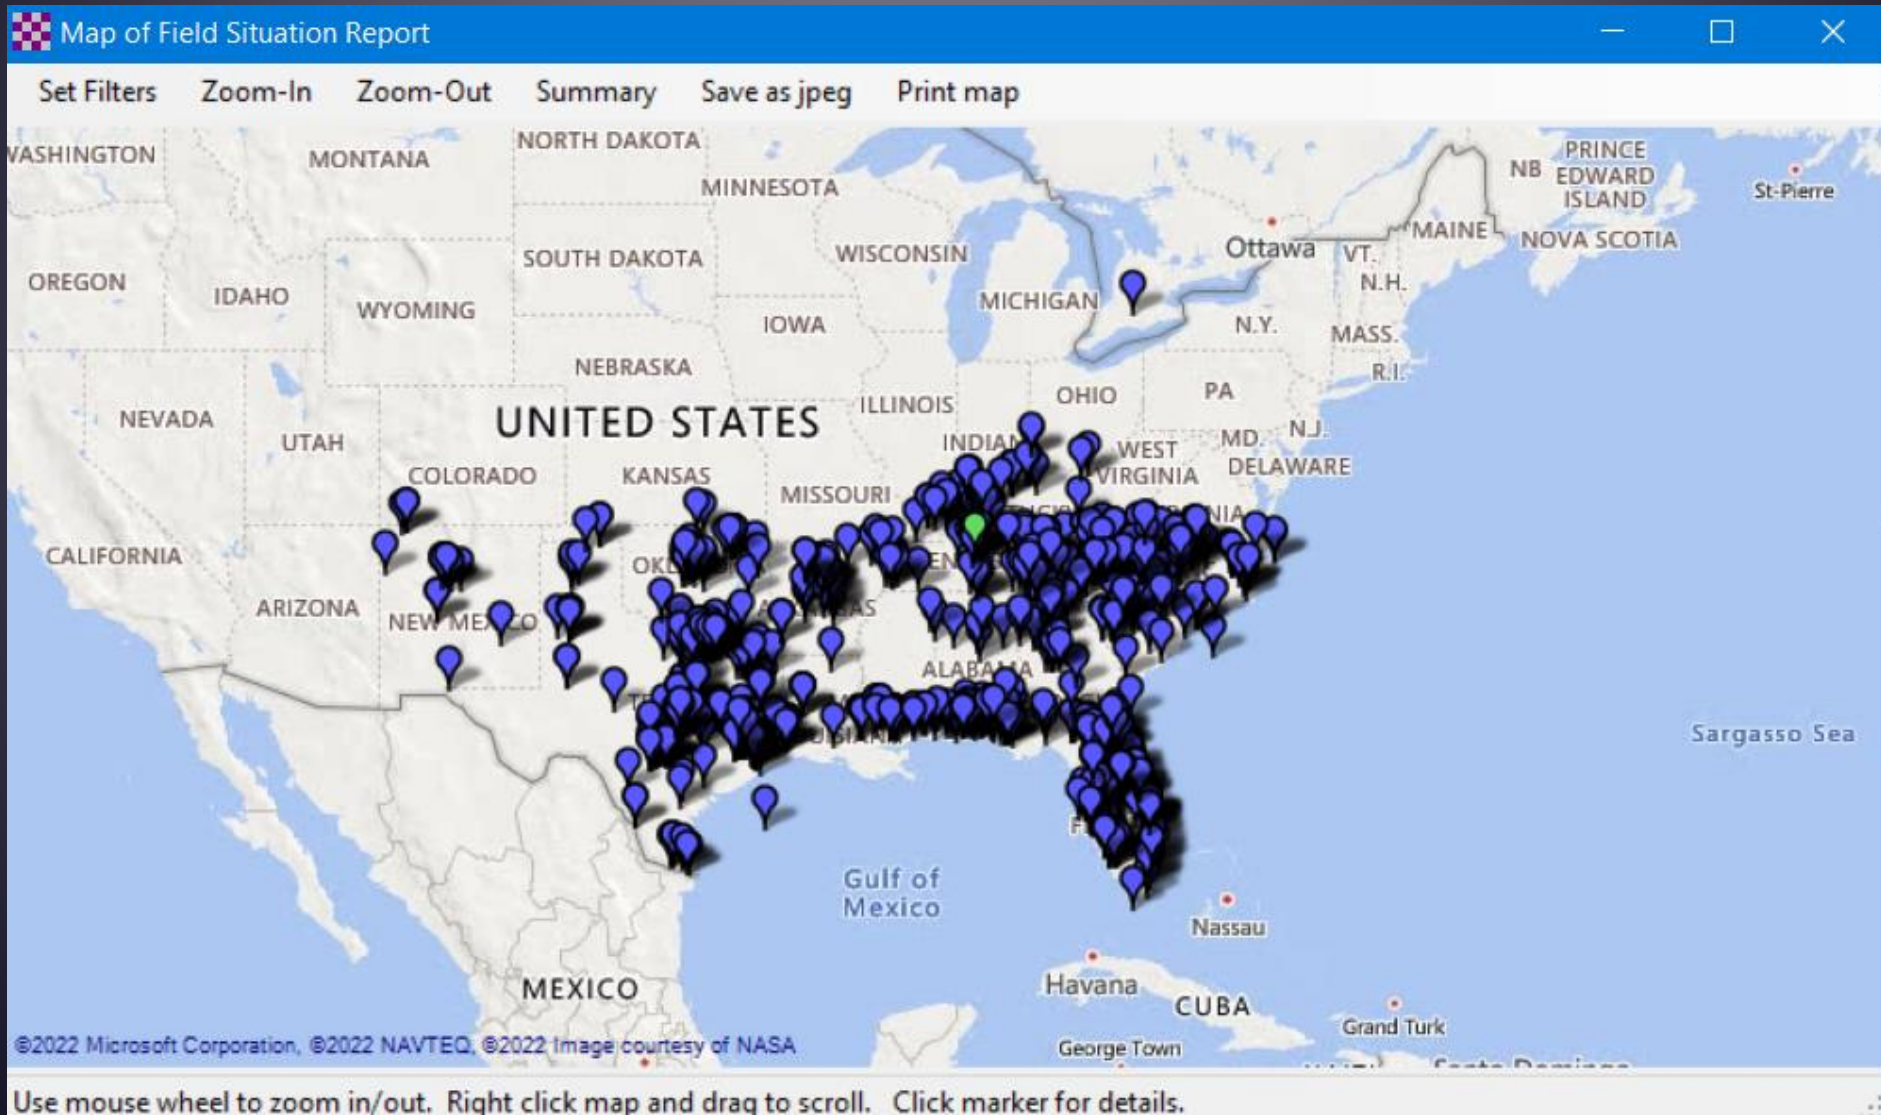 Map of Field Situation Report
Set Filters Zoom-In Zoom-Out Summary Save as jpeg Print map
WASHINGTON
MONTANA
NORTH DAKOTA
MINNESOTA
NB
PRINCE
EDWARD
ISLAND
St-Pierre
OREGON
IDAHO
WYOMING
SOUTH DAKOTA
WISCONSIN
MICHIGAN
Ottawa
VT.
MAINE
NOVA SCOTIA
N.H.
IOWA
N.Y.
MASS.
R.I.
NEBRASKA
NEVADA
UTAH
UNITED STATES
ILLINOIS
OHIO
PA
N.J.
MD.
DELAWARE
WEST
VIRGINIA
COLORADO
KANSAS
MISSOURI
CALIFORNIA
ARIZONA
NEW MEXICO
ALABAMA
Sargasso Sea
Gulf of
Mexico
Nassau
MEXICO
Havana
CUBA
Grand Turk
George Town
©2022 Microsoft Corporation, ©2022 NAVTEQ, ©2022 Image courtesy of NASA
Use mouse wheel to zoom in/out. Right click map and drag to scroll. Click marker for details.